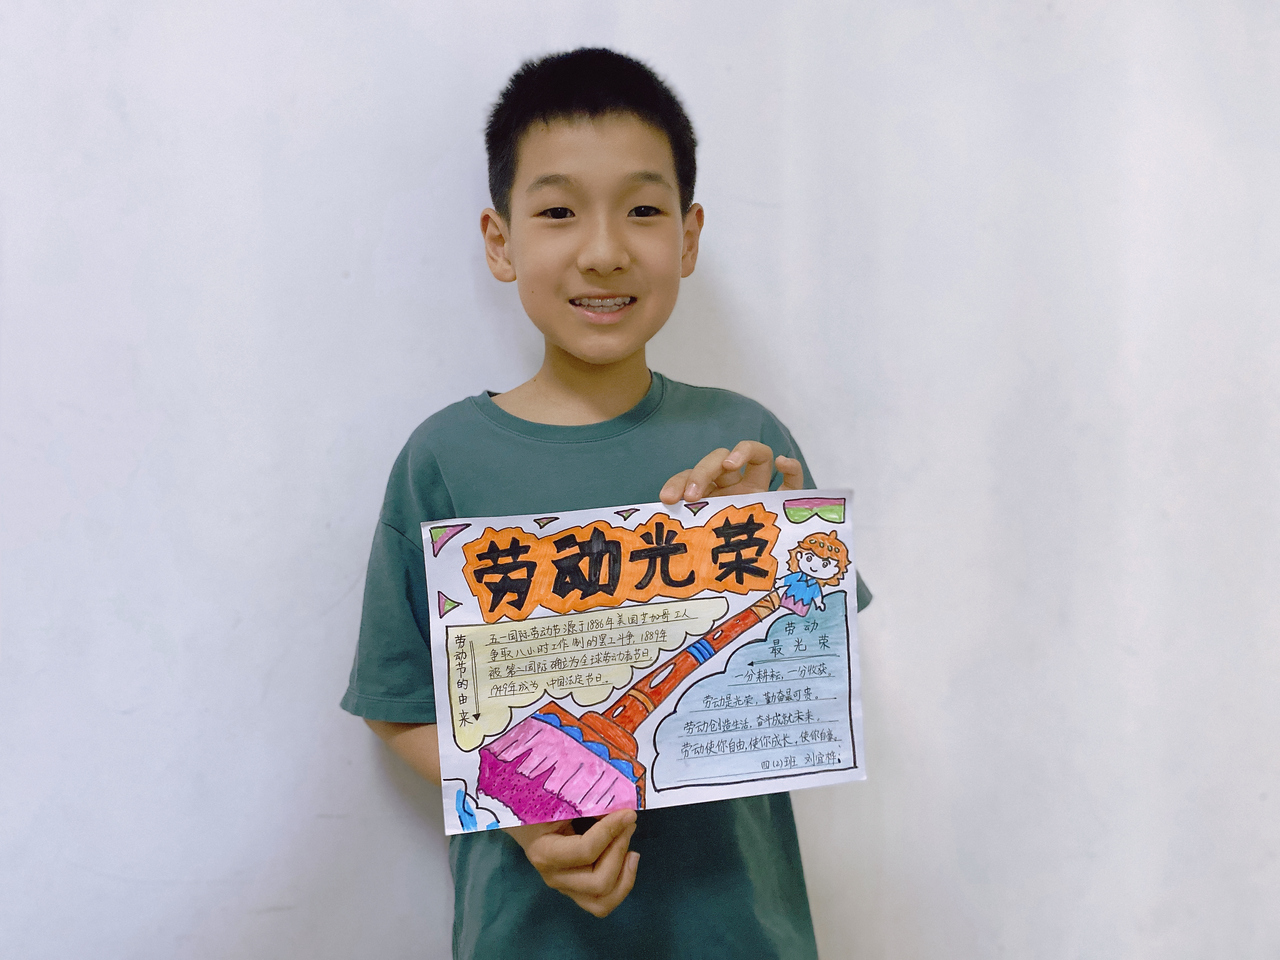 劳动光荣
劳动节的由来
五一国际劳动节源于1886年美国芝加哥工人
争取八小时工作制的罢工斗争,1889年
被第二国际确立为全球劳动者节日。
1949年成为中国法定节日。
劳动
最光荣
一分耕耘,一分收获。
劳动是光荣,勤奋最可贵。
劳动创造生活,奋斗成就未来。
劳动使你自由,使你成长,使你自豪。
四(2)班 刘宜桦